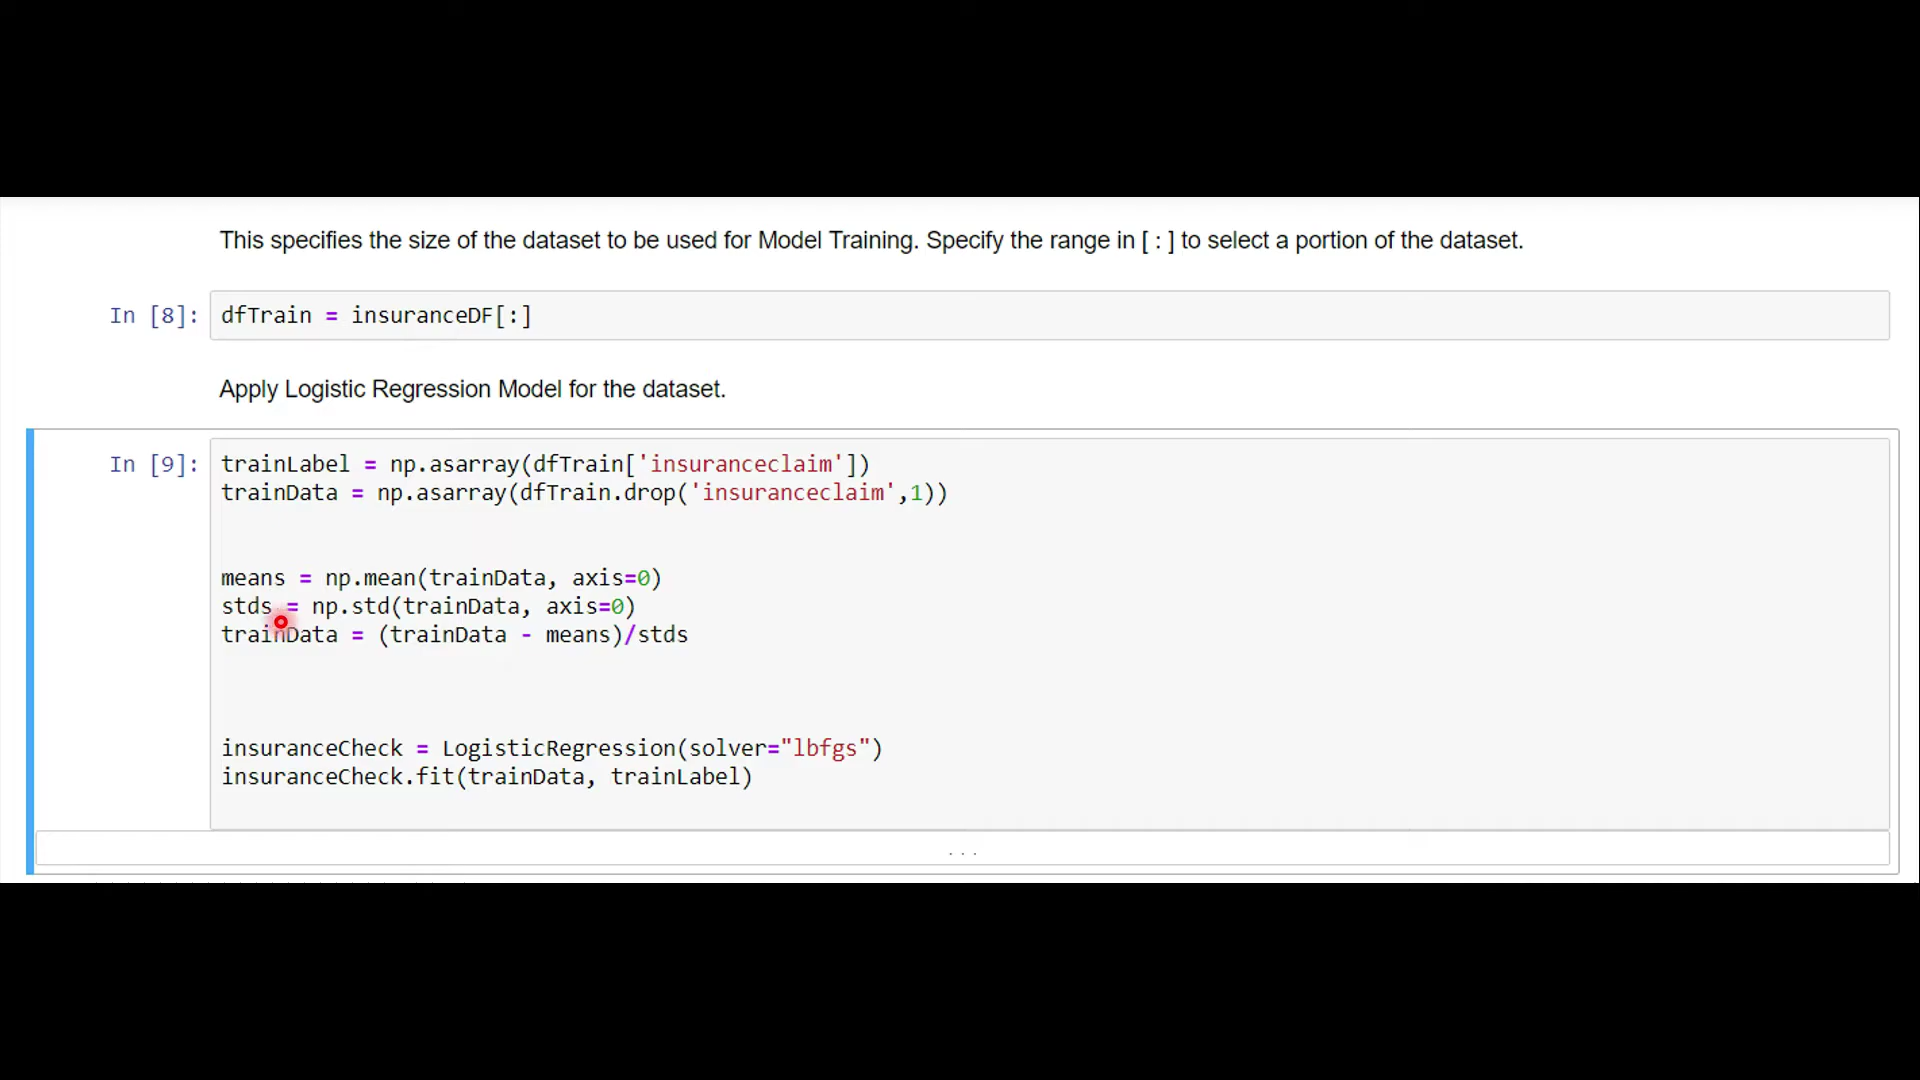 This specifies the size of the dataset to be used for Model Training. Specify the range in [ : ] to select a portion of the dataset.
In [8]: dfTrain = insuranceDF[:]
Apply Logistic Regression Model for the dataset.
In [9]: trainLabel = np.asarray(dfTrain['insuranceclaim'])
trainData = np.asarray(dfTrain.drop('insuranceclaim',1))
means = np.mean(trainData, axis=0)
stds = np.std(trainData, axis=0)
trainData = (trainData - means)/stds
insuranceCheck = LogisticRegression(solver="lbfgs")
insuranceCheck.fit(trainData, trainLabel)
...